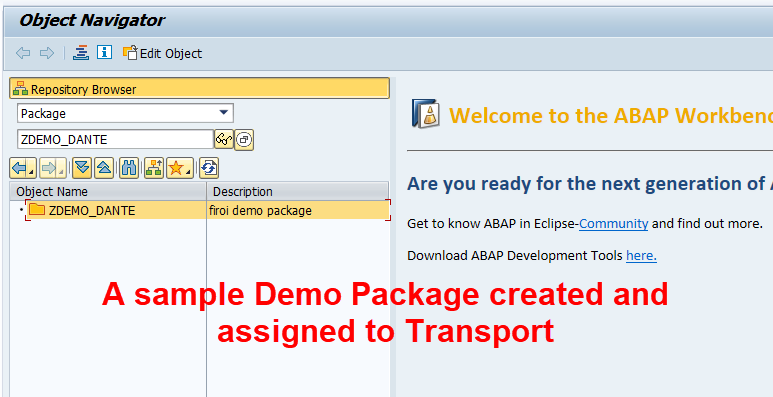 Object Navigator
Edit Object
Repository Browser
Package
ZDEMO_DANTE
Object Name Description
ZDEMO_DANTE firoi demo package
Welcome to the ABAP Workbenc
Are you ready for the next generation of A
Get to know ABAP in Eclipse-Community and find out more.
Download ABAP Development Tools here.
A sample Demo Package created and
assigned to Transport